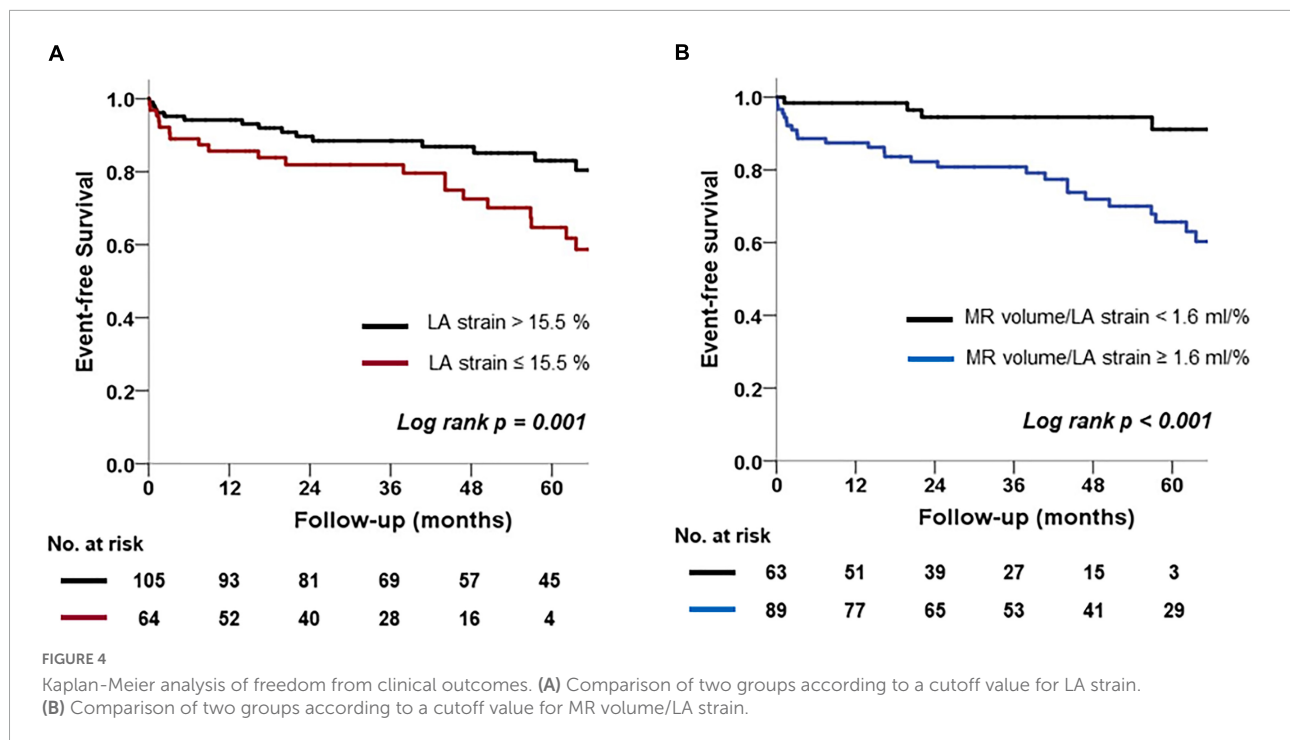 A
1.0
0.8
0.6
0.4
0.2
0.0
Event-free Survival
LA strain > 15.5 %
LA strain ≤ 15.5 %
Log rank p = 0.001
0 12 24 36 48 60
Follow-up (months)
No. at risk
105 93 81 69 57 45
64 52 40 28 16 4
B
1.0
0.8
0.6
0.4
0.2
0.0
Event-free survival
MR volume/LA strain < 1.6 ml/%
MR volume/LA strain ≥ 1.6 ml/%
Log rank p < 0.001
0 12 24 36 48 60
Follow-up (months)
No. at risk
63 51 39 27 15 3
89 77 65 53 41 29
FIGURE 4
Kaplan-Meier analysis of freedom from clinical outcomes. (A) Comparison of two groups according to a cutoff value for LA strain.
(B) Comparison of two groups according to a cutoff value for MR volume/LA strain.